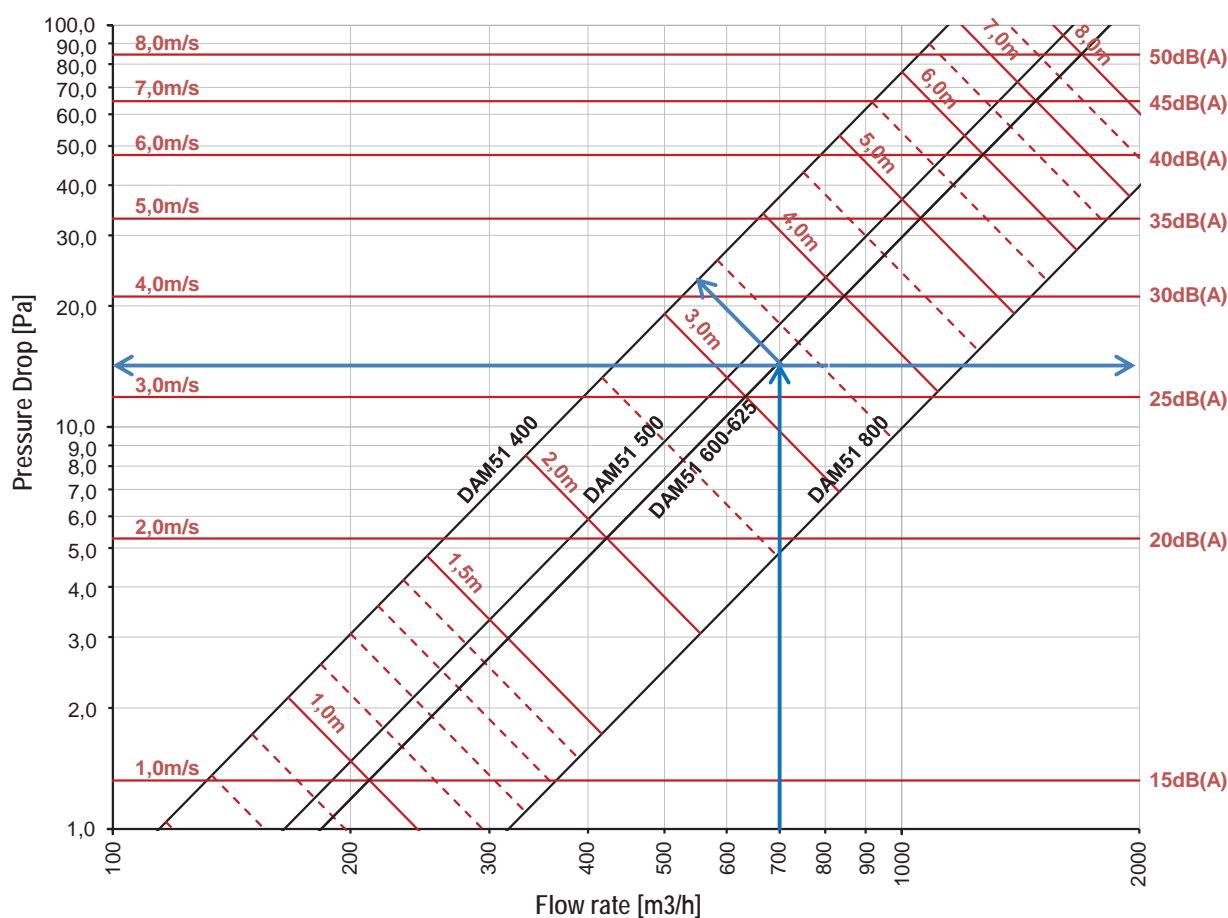 Pressure Drop [Pa]
100,0
90,0
80,0
70,0
60,0
50,0
40,0
30,0
20,0
10,0
9,0
8,0
7,0
6,0
5,0
4,0
3,0
2,0
1,0
8,0m/s
7,0m/s
6,0m/s
5,0m/s
4,0m/s
3,0m/s
2,0m/s
1,0m/s
8,0m
7,0m
6,0m
5,0m
4,0m
3,0m
2,0m
1,5m
1,0m
DAM51 400
DAM51 500
DAM51 600-625
DAM51 800
50dB(A)
45dB(A)
40dB(A)
35dB(A)
30dB(A)
25dB(A)
20dB(A)
15dB(A)
100
200
300
400
500
600
700
800
900
1000
2000
Flow rate [m3/h]